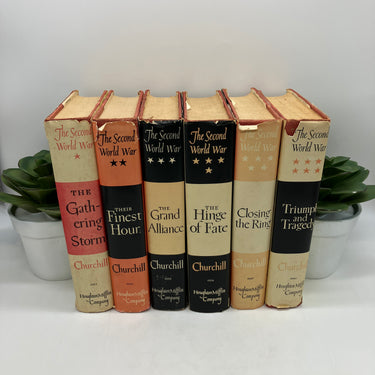 The Second
World War
★
THE
Gath-
ering
Storm
Churchill
Houghton Mifflin
Company
The Second
World War
★★
THEIR
Finest
Hour
Churchill
Houghton Mifflin
Company
The Second
World War
★ ★ ★
THE
Grand
Alliance
Churchill
Houghton Mifflin
Company
The Second
World War
★ ★ ★ ★
THE
Hinge
of Fate
Churchill
Houghton Mifflin
Company
The Second
World War
★ ★ ★ ★ ★
Closing
the Ring
Churchill
Houghton Mifflin
Company
The Second
World War
★ ★ ★ ★ ★ ★
Triumph
and
Tragedy
Churchill
Houghton Mifflin
Company